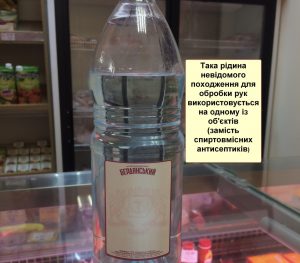 Така рідина
невідомого
походження для
обробки рук
використовується
на одному із
об'єктів
(замість
спиртовмісних
антисептиків)